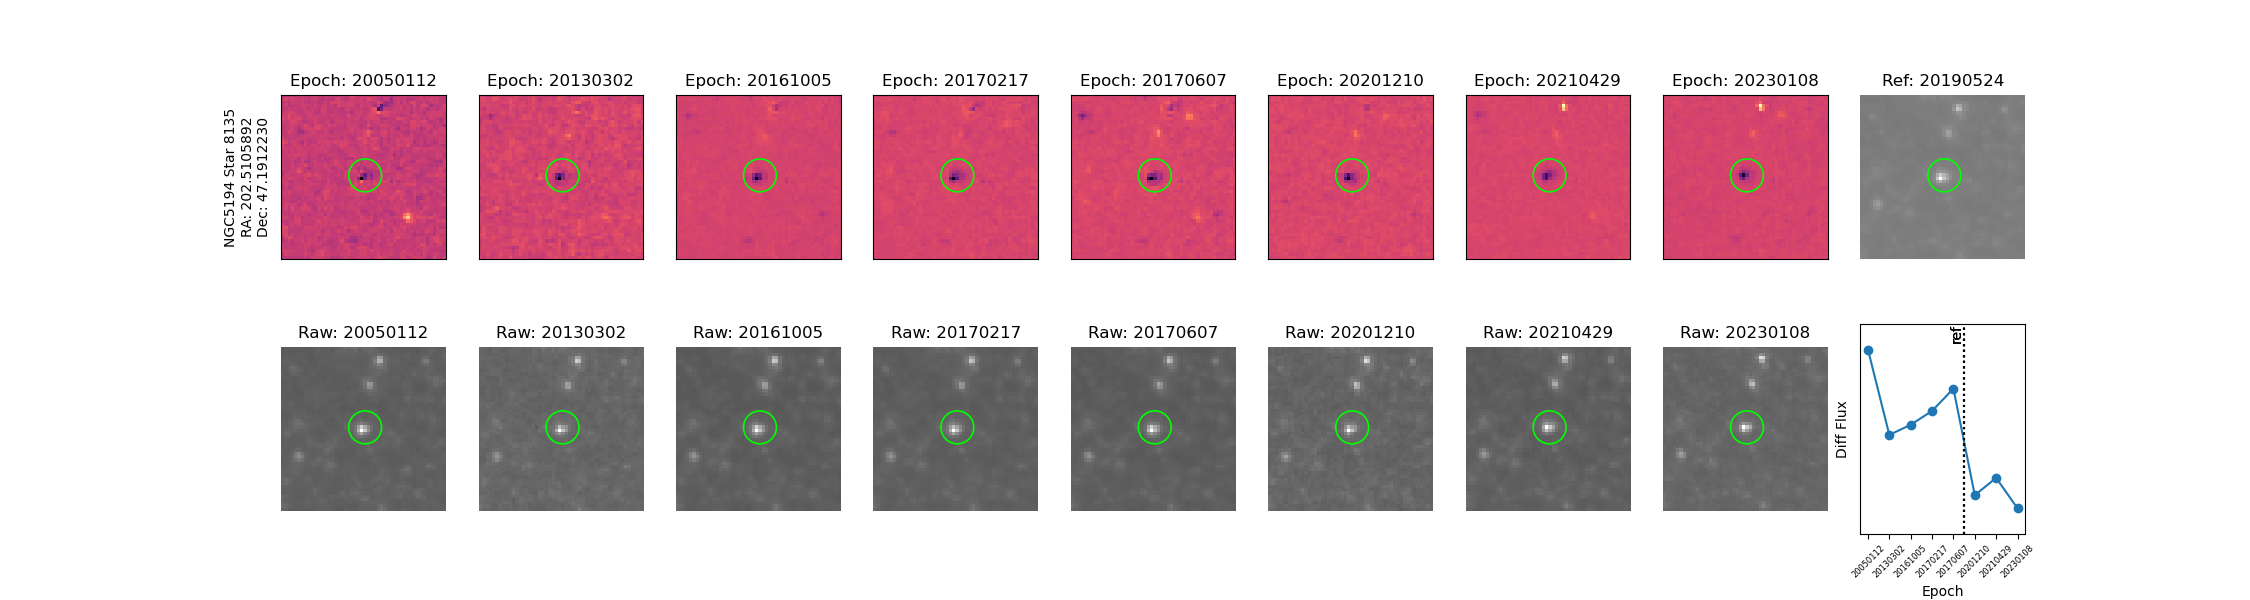 NGC5194 Star 8135
RA: 202.5105892
Dec: 47.1912230
Epoch: 20050112
Epoch: 20130302
Epoch: 20161005
Epoch: 20170217
Epoch: 20170607
Epoch: 20201210
Epoch: 20210429
Epoch: 20230108
Ref: 20190524
Raw: 20050112
Raw: 20130302
Raw: 20161005
Raw: 20170217
Raw: 20170607
Raw: 20201210
Raw: 20210429
Raw: 20230108
ref
Diff Flux
20050112
20130302
20161005
20170217
20170607
20201210
20210429
20230108
Epoch